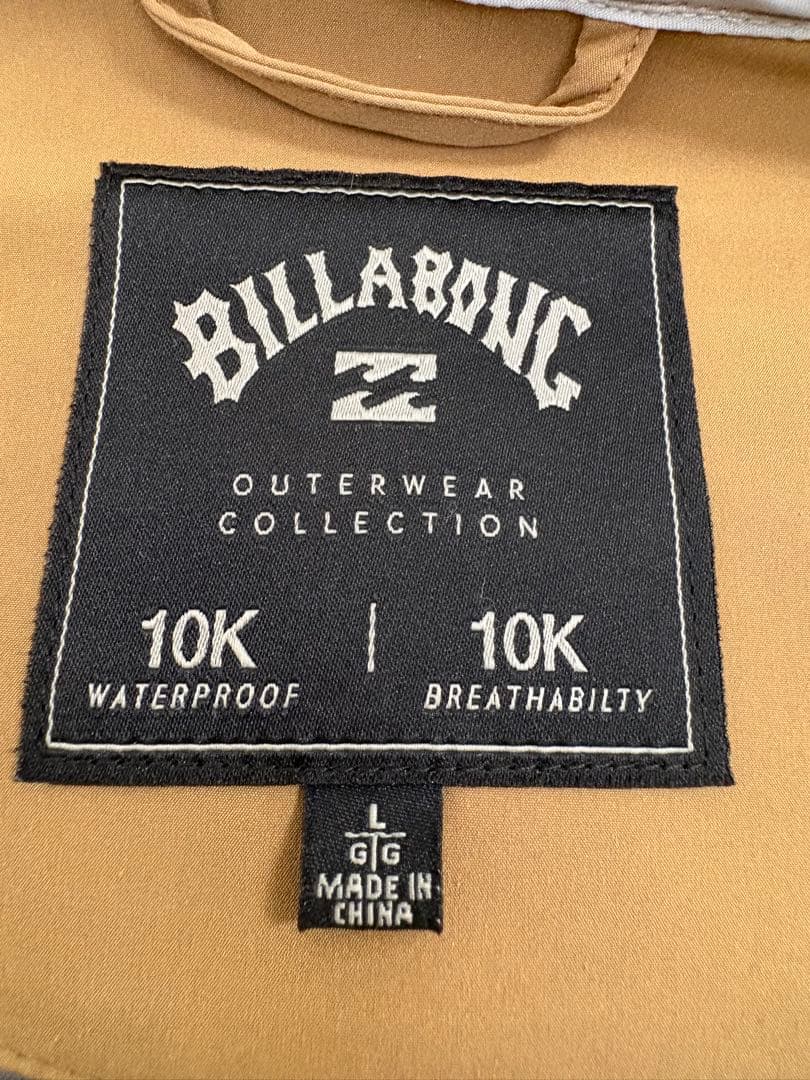 BILLABONG
OUTERWEAR
COLLECTION
10K | 10K
WATERPROOF BREATHABILTY
L
G|G
MADE IN
CHINA